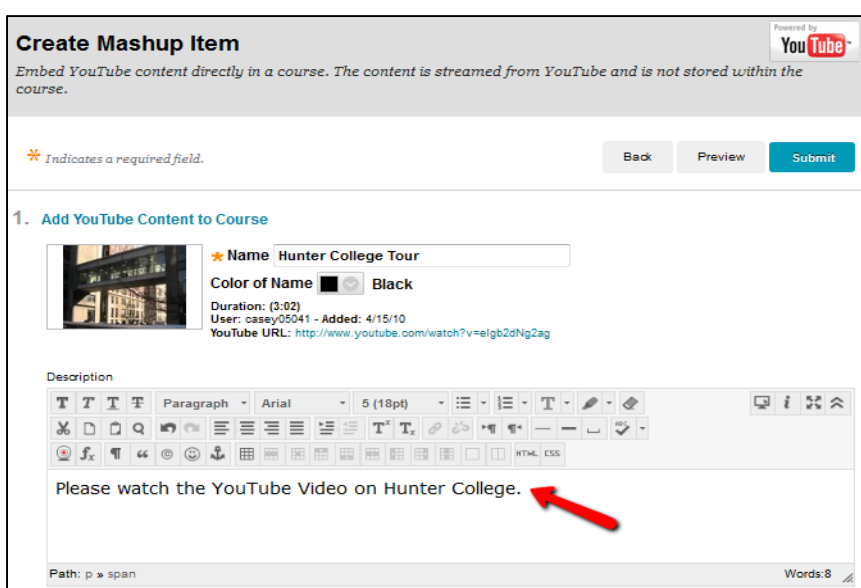 Create Mashup Item
Powered by
YouTube
Embed YouTube content directly in a course. The content is streamed from YouTube and is not stored within the
course.
* Indicates a required field.
Back Preview Submit
1. Add YouTube Content to Course
* Name Hunter College Tour
Color of Name Black
Duration: (3:02)
User: casey05041 - Added: 4/15/10
YouTube URL: http://www.youtube.com/watch?v=elgb2dNg2ag
Description
T T T T Paragraph Arial 5 (18pt) T i
Tx Tx ABC
fx ¶ “ © HTML CSS
Please watch the YouTube Video on Hunter College.
Path: p » span Words:8